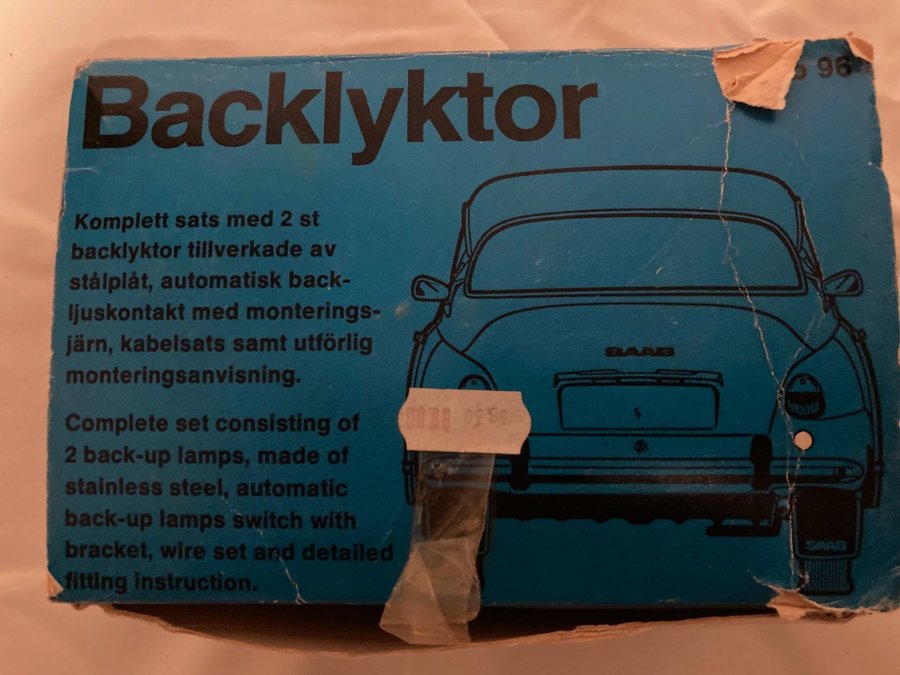 Backlyktor
96
Komplett sats med 2 st
backlyktor tillverkade av
stålplåt, automatisk back-
ljuskontakt med monterings-
järn, kabelsats samt utförlig
monteringsanvisning.
Complete set consisting of
2 back-up lamps, made of
stainless steel, automatic
back-up lamps switch with
bracket, wire set and detailed
fitting instruction.
SAAB
SAAB